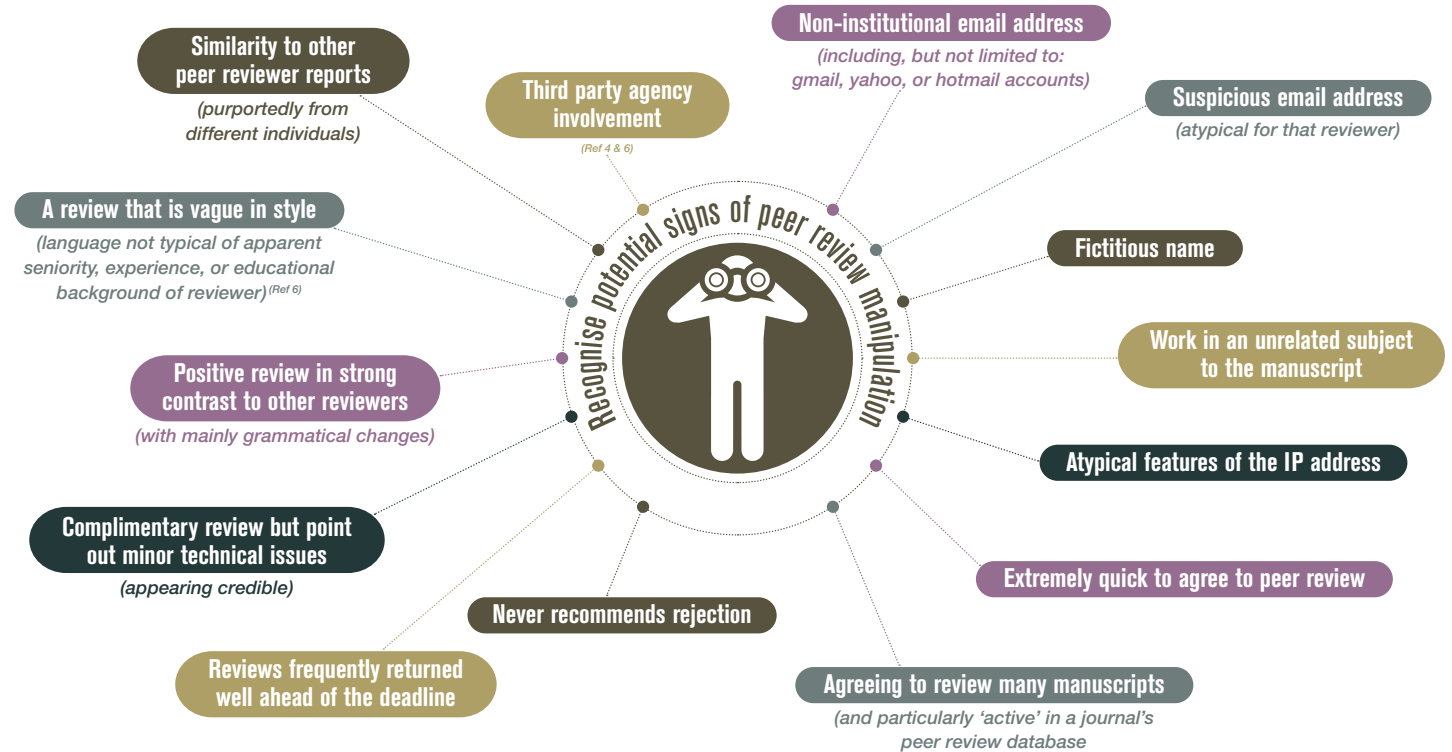 Recognise potential signs of peer review manipulation
Similarity to other
peer reviewer reports
(purportedly from
different individuals)
Third party agency
involvement
(Ref 4 & 6)
Non-institutional email address
(including, but not limited to:
gmail, yahoo, or hotmail accounts)
Suspicious email address
(atypical for that reviewer)
A review that is vague in style
(language not typical of apparent
seniority, experience, or educational
background of reviewer) (Ref 6)
Fictitious name
Work in an unrelated subject
to the manuscript
Positive review in strong
contrast to other reviewers
(with mainly grammatical changes)
Atypical features of the IP address
Complimentary review but point
out minor technical issues
(appearing credible)
Extremely quick to agree to peer review
Never recommends rejection
Reviews frequently returned
well ahead of the deadline
Agreeing to review many manuscripts
(and particularly ‘active’ in a journal’s
peer review database